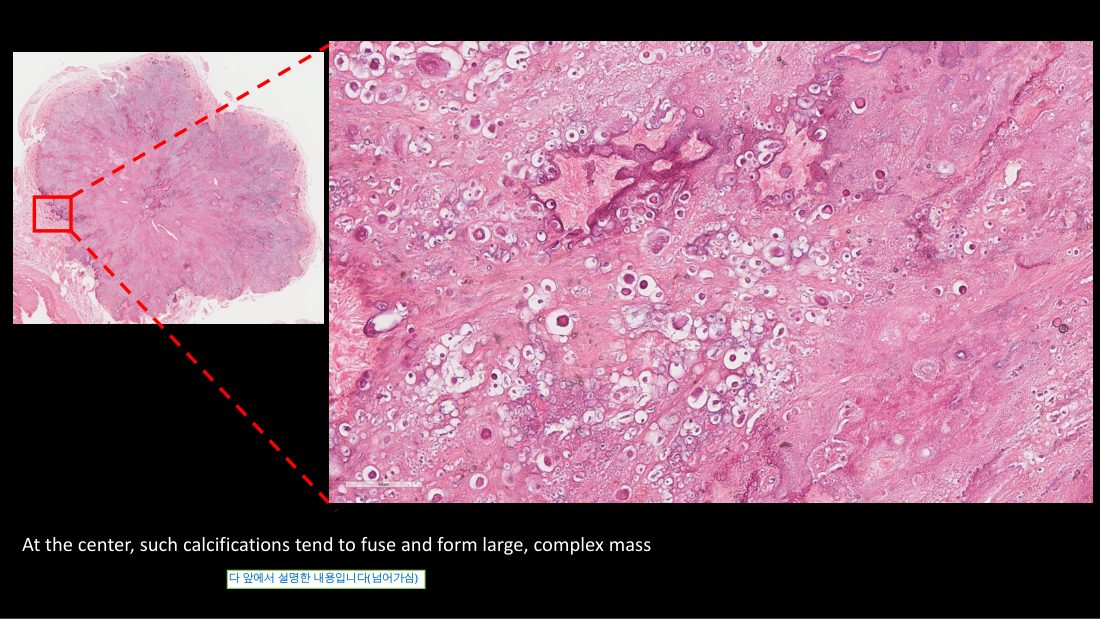 At the center, such calcifications tend to fuse and form large, complex mass
다 앞에서 설명한 내용입니다(넘어가심)